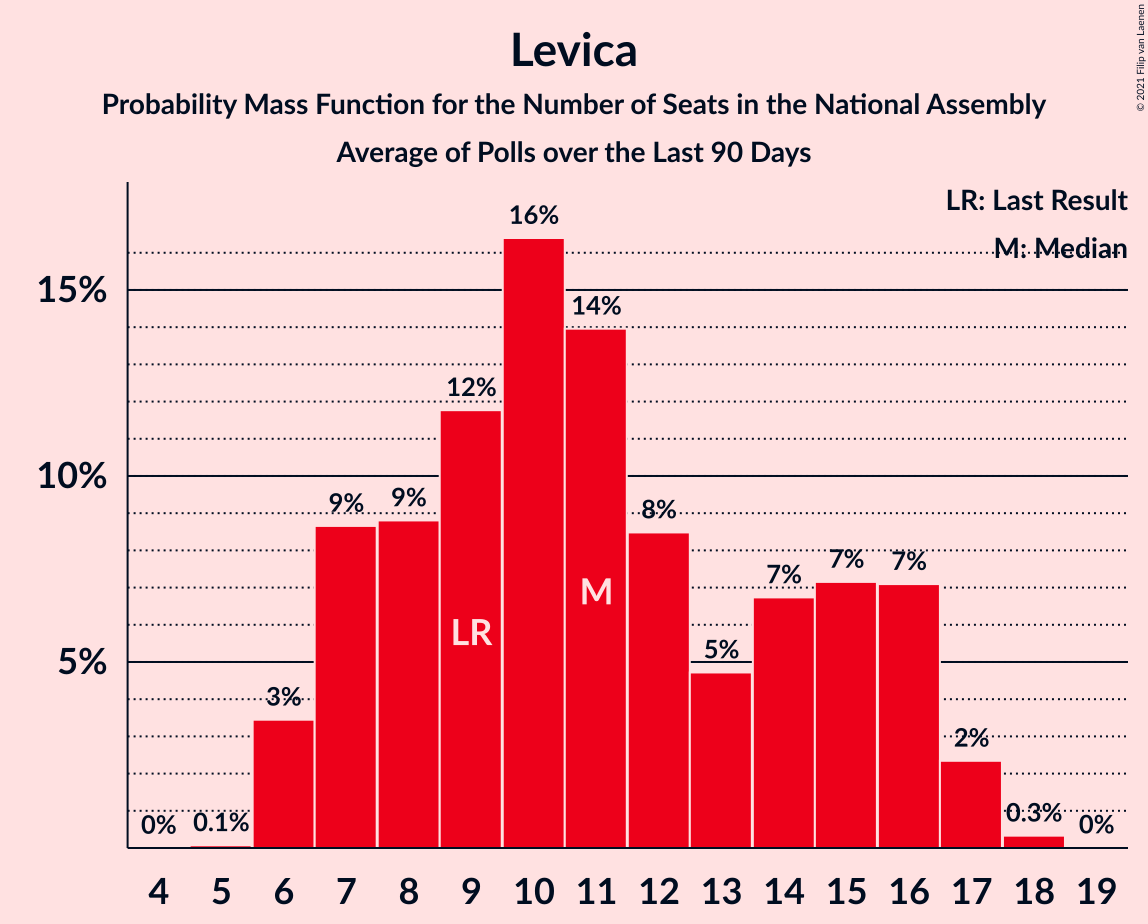 Levica
Probability Mass Function for the Number of Seats in the National Assembly
Average of Polls over the Last 90 Days
© 2021 Filip van Laenen
LR: Last Result
M: Median
15%
10%
5%
0%
0.1%
3%
9%
9%
12%
16%
14%
8%
5%
7%
7%
7%
2%
0.3%
0%
LR
M
4 5 6 7 8 9 10 11 12 13 14 15 16 17 18 19